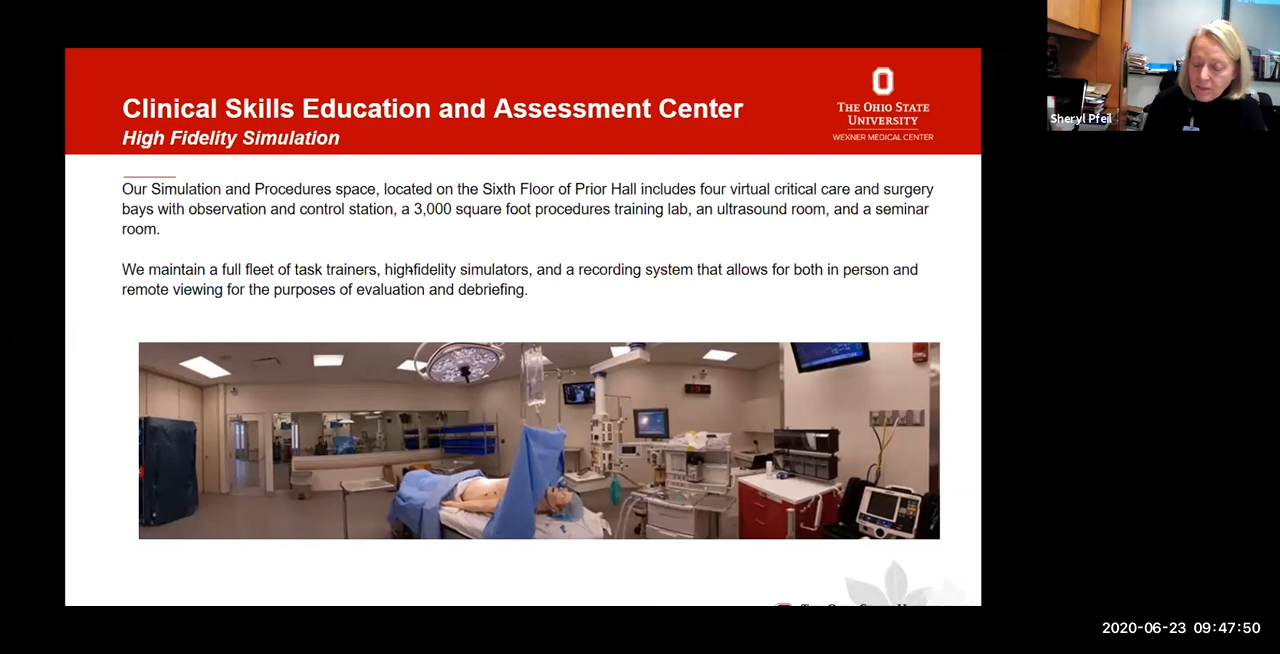 Clinical Skills Education and Assessment Center
High Fidelity Simulation
THE OHIO STATE
UNIVERSITY
WEXNER MEDICAL CENTER
Our Simulation and Procedures space, located on the Sixth Floor of Prior Hall includes four virtual critical care and surgery
bays with observation and control station, a 3,000 square foot procedures training lab, an ultrasound room, and a seminar
room.
We maintain a full fleet of task trainers, highfidelity simulators, and a recording system that allows for both in person and
remote viewing for the purposes of evaluation and debriefing.
Sheryl Pfeil
2020-06-23 09:47:50